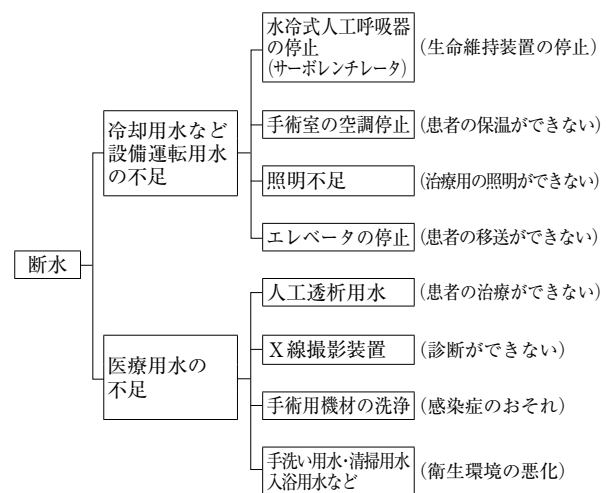 断水
冷却用水など
設備運転用水
の不足
水冷式人工呼吸器
の停止
(サーボレンチレータ)
(生命維持装置の停止)
手術室の空調停止
(患者の保温ができない)
照明不足
(治療用の照明ができない)
エレベータの停止
(患者の移送ができない)
医療用水の
不足
人工透析用水
(患者の治療ができない)
X線撮影装置
(診断ができない)
手術用機材の洗浄
(感染症のおそれ)
手洗い用水・清掃用水
入浴用水など
(衛生環境の悪化)